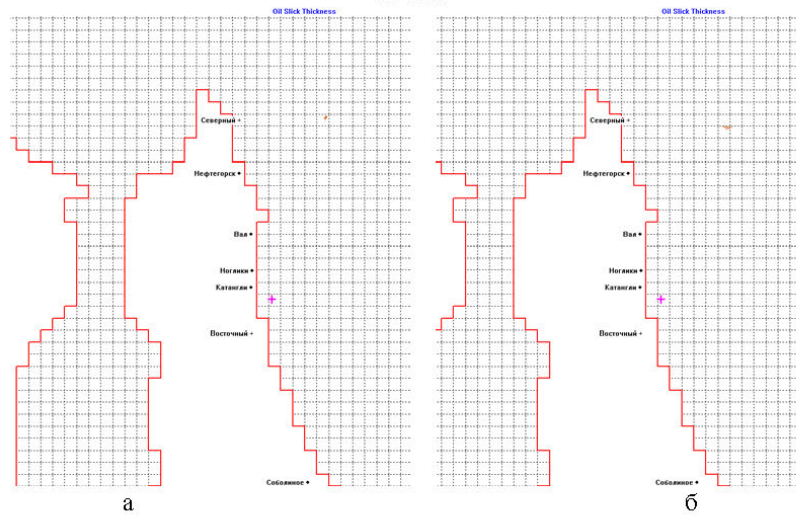 Oil Slick Thickness
Северный
Нефтегорск
Вал
Ноглики
Катангли
Восточный
Соболиное
а
Oil Slick Thickness
Северный
Нефтегорск
Вал
Ноглики
Катангли
Восточный
Соболиное
б